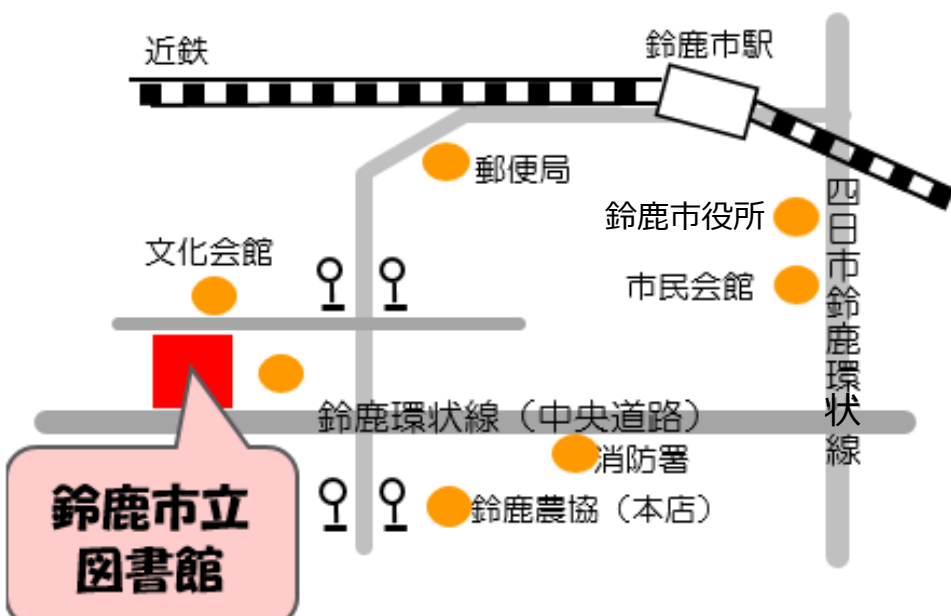 近鉄
鈴鹿市駅
郵便局
鈴鹿市役所
文化会館
市民会館
四日市鈴鹿環状線
鈴鹿環状線（中央道路）
消防署
鈴鹿農協（本店）
鈴鹿市立
図書館